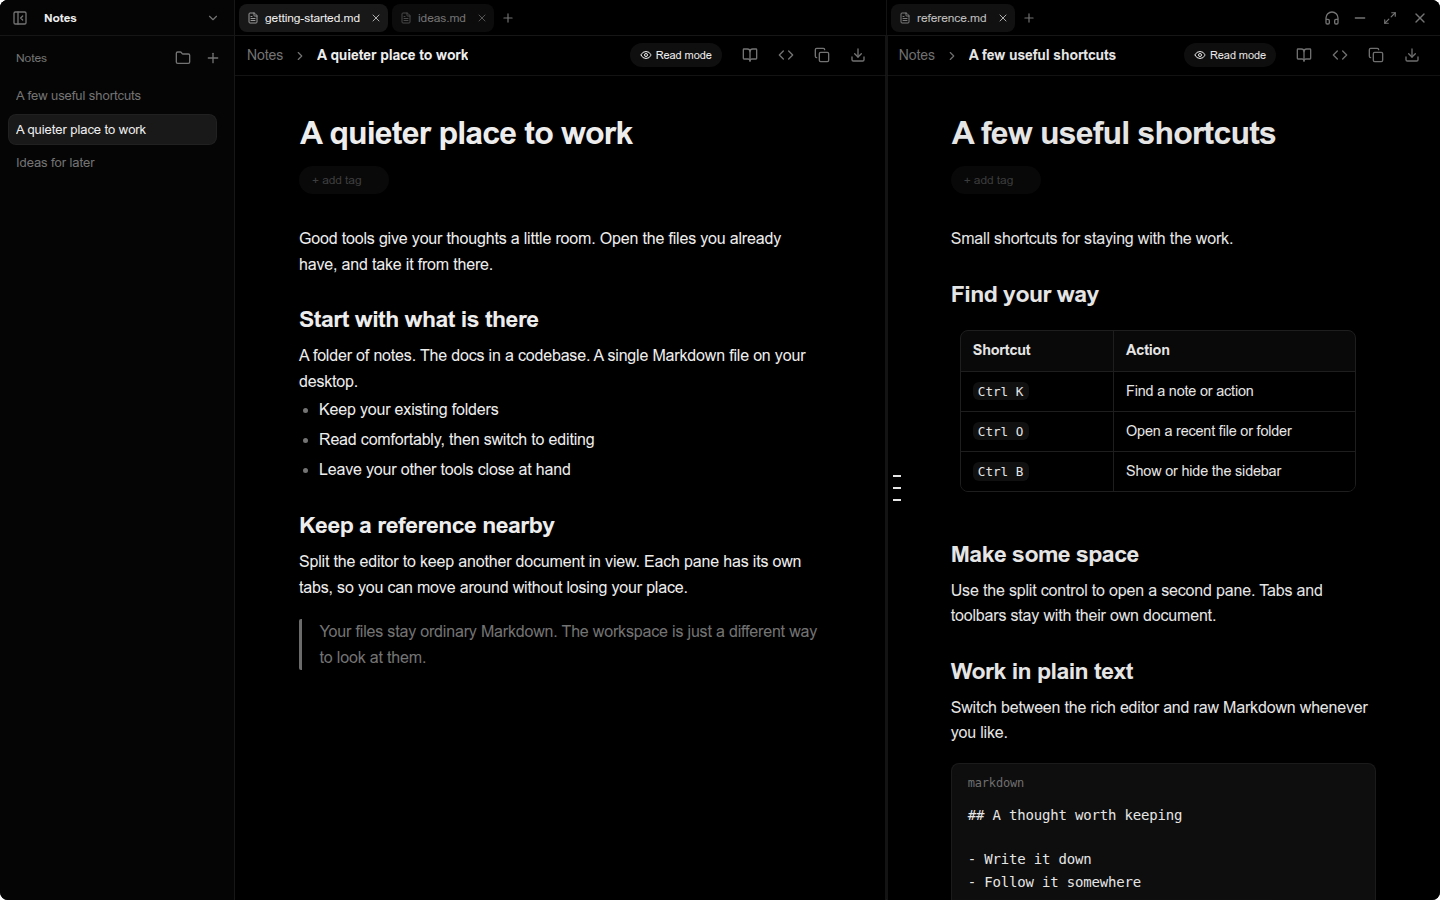 Notes
getting-started.md
ideas.md
reference.md
Notes
A few useful shortcuts
A quieter place to work
Ideas for later
Notes > A quieter place to work
Read mode
A quieter place to work
+ add tag
Good tools give your thoughts a little room. Open the files you already
have, and take it from there.
Start with what is there
A folder of notes. The docs in a codebase. A single Markdown file on your
desktop.
• Keep your existing folders
• Read comfortably, then switch to editing
• Leave your other tools close at hand
Keep a reference nearby
Split the editor to keep another document in view. Each pane has its own
tabs, so you can move around without losing your place.
Your files stay ordinary Markdown. The workspace is just a different way
to look at them.
Notes > A few useful shortcuts
Read mode
A few useful shortcuts
+ add tag
Small shortcuts for staying with the work.
Find your way
Shortcut Action
Ctrl K Find a note or action
Ctrl O Open a recent file or folder
Ctrl B Show or hide the sidebar
Make some space
Use the split control to open a second pane. Tabs and
toolbars stay with their own document.
Work in plain text
Switch between the rich editor and raw Markdown whenever
you like.
markdown
## A thought worth keeping
- Write it down
- Follow it somewhere